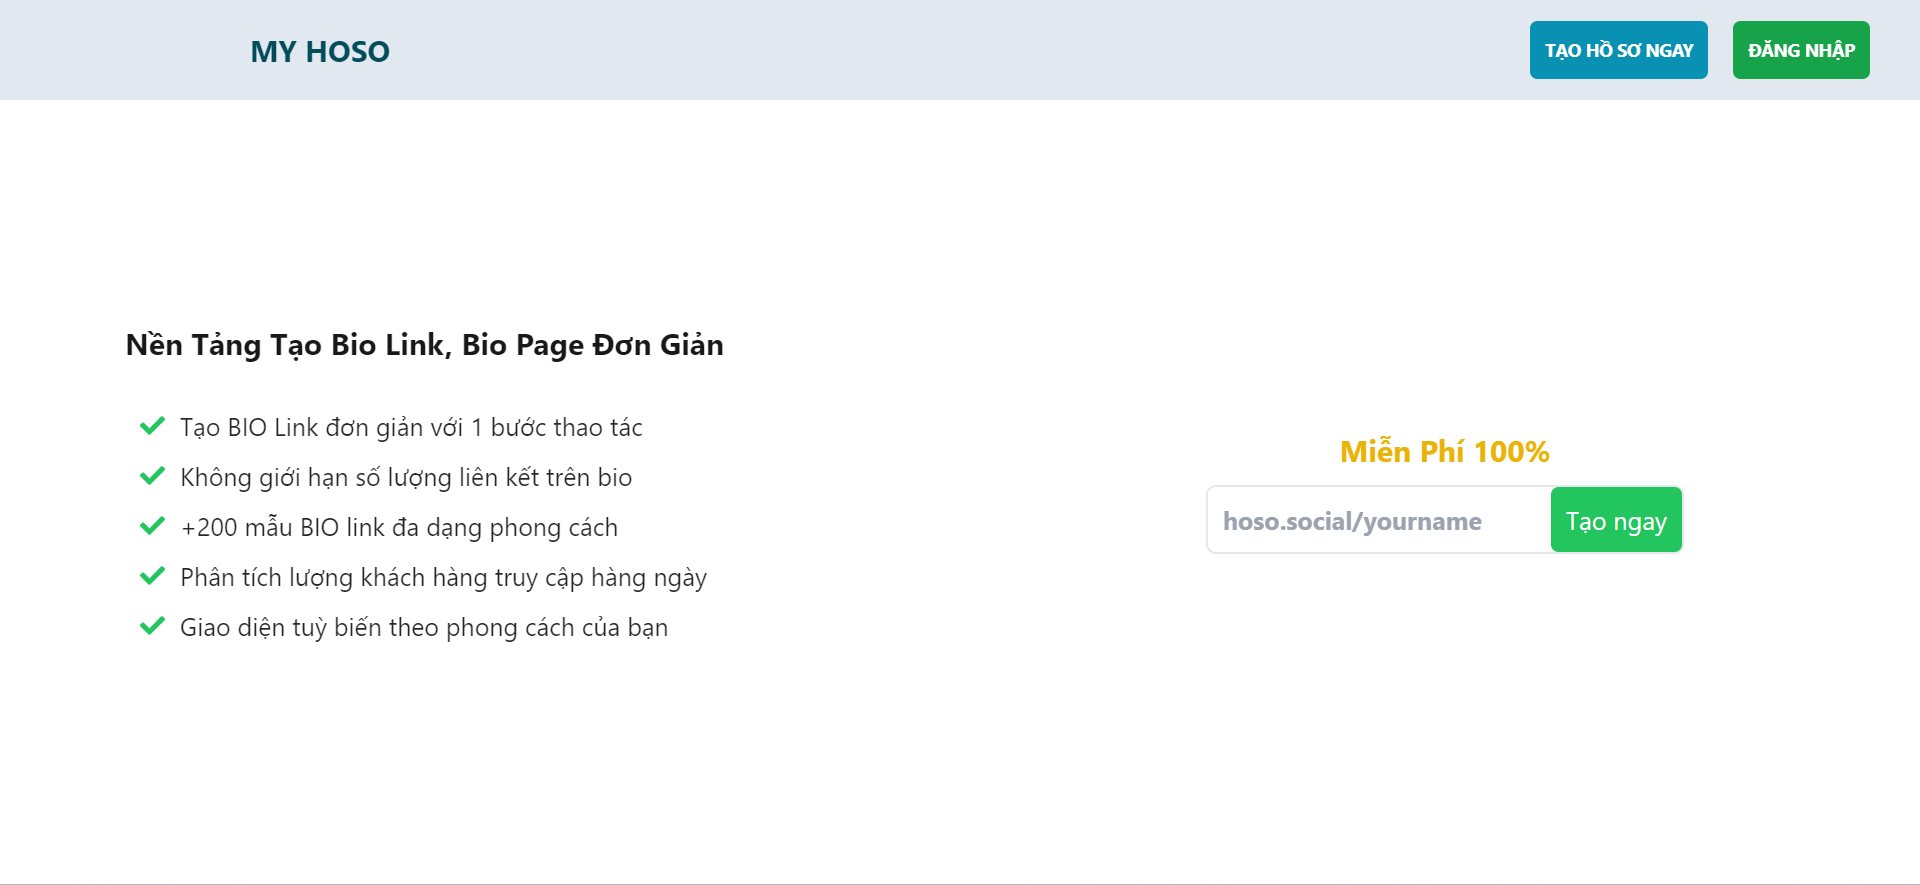 MY HOSO
TẠO HỒ SƠ NGAY
ĐĂNG NHẬP
Nền Tảng Tạo Bio Link, Bio Page Đơn Giản
Tạo BIO Link đơn giản với 1 bước thao tác
Không giới hạn số lượng liên kết trên bio
+200 mẫu BIO link đa dạng phong cách
Phân tích lượng khách hàng truy cập hàng ngày
Giao diện tuỳ biến theo phong cách của bạn
Miễn Phí 100%
hoso.social/yourname
Tạo ngay